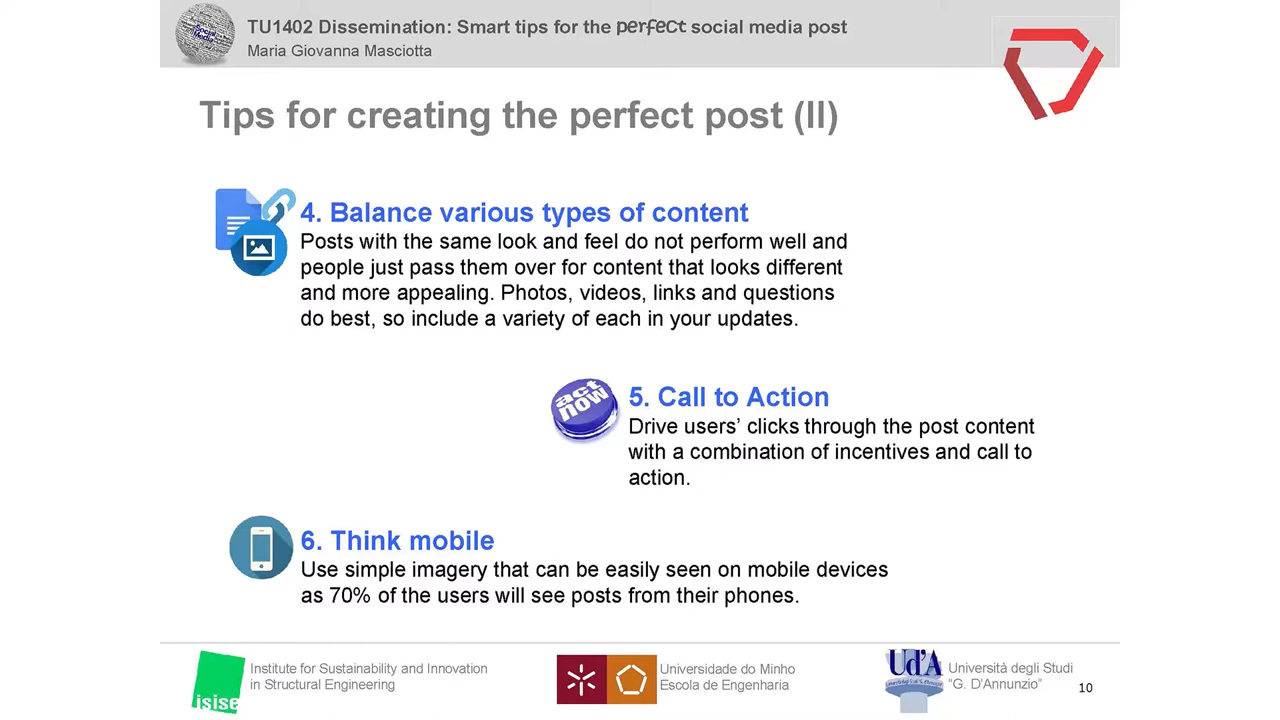 Social
Media
TU1402 Dissemination: Smart tips for the perfect social media post
Maria Giovanna Masciotta
Tips for creating the perfect post (II)
4. Balance various types of content
Posts with the same look and feel do not perform well and
people just pass them over for content that looks different
and more appealing. Photos, videos, links and questions
do best, so include a variety of each in your updates.
act
now
5. Call to Action
Drive users’ clicks through the post content
with a combination of incentives and call to
action.
6. Think mobile
Use simple imagery that can be easily seen on mobile devices
as 70% of the users will see posts from their phones.
isise
Institute for Sustainability and Innovation
in Structural Engineering
Universidade do Minho
Escola de Engenharia
Ud'A
Università degli Studi
“G. D’Annunzio”
10